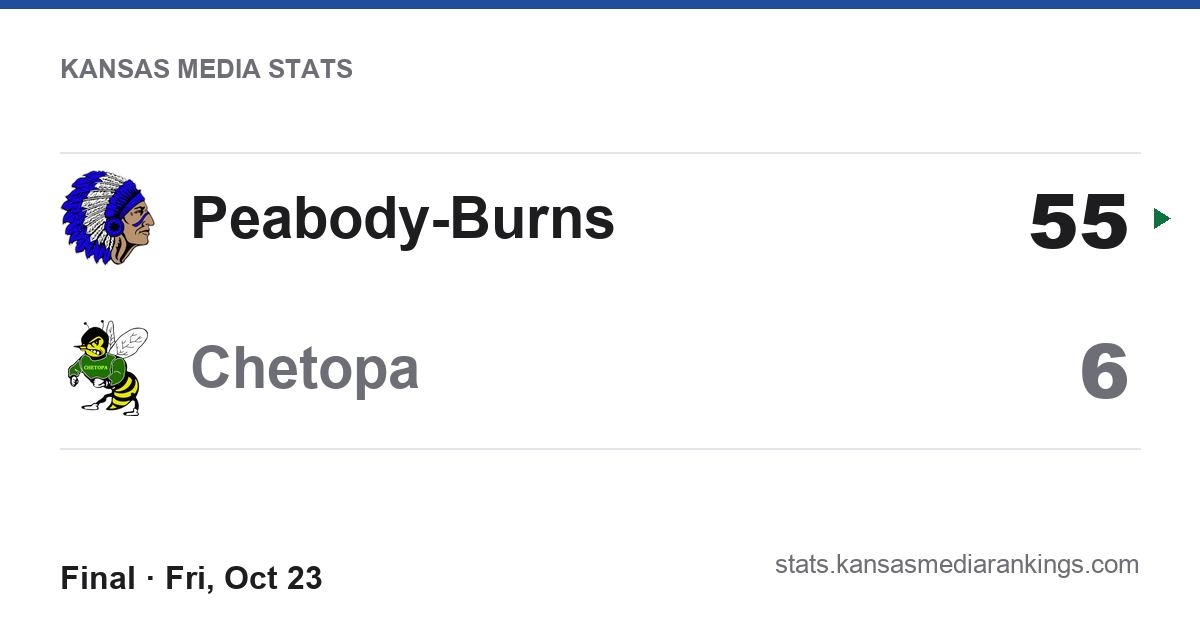 KANSAS MEDIA STATS
Peabody-Burns 55
CHETOPA
Chetopa 6
Final · Fri, Oct 23
stats.kansasmediarankings.com